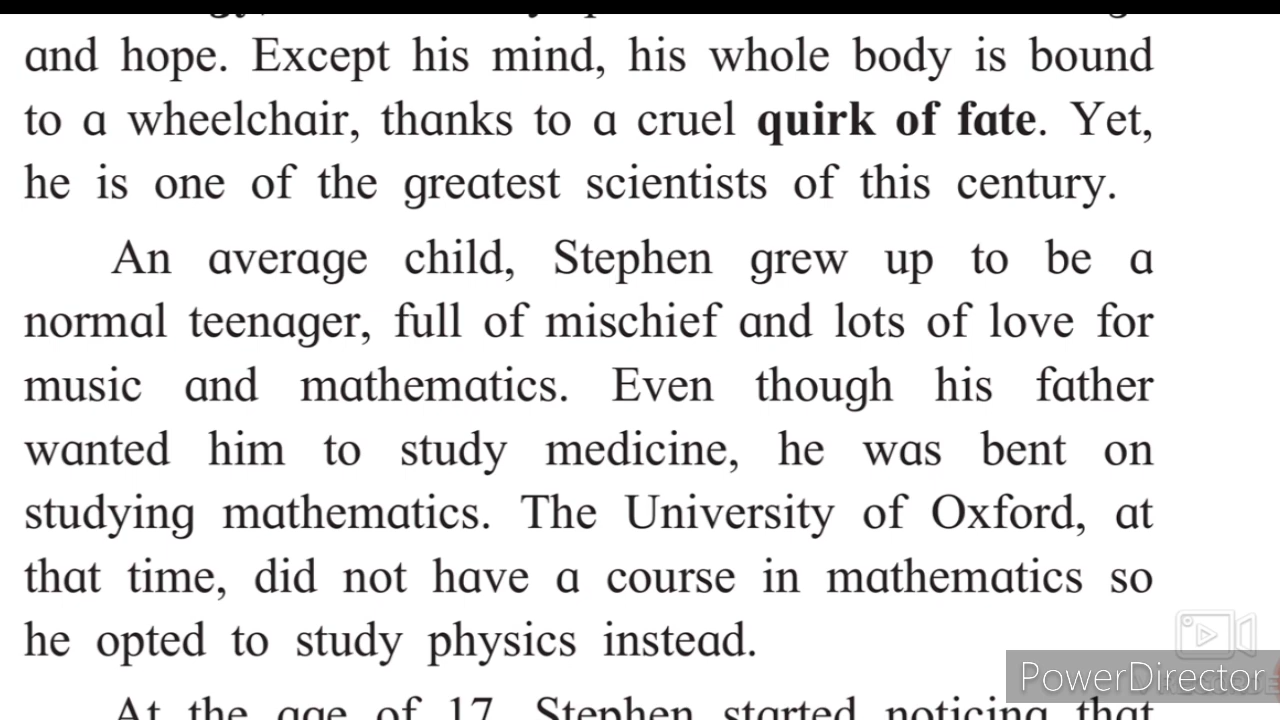 and hope. Except his mind, his whole body is bound
to a wheelchair, thanks to a cruel quirk of fate. Yet,
he is one of the greatest scientists of this century.
An average child, Stephen grew up to be a
normal teenager, full of mischief and lots of love for
music and mathematics. Even though his father
wanted him to study medicine, he was bent on
studying mathematics. The University of Oxford, at
that time, did not have a course in mathematics so
he opted to study physics instead.
At the age of 17, Stephen started noticing that
PowerDirector